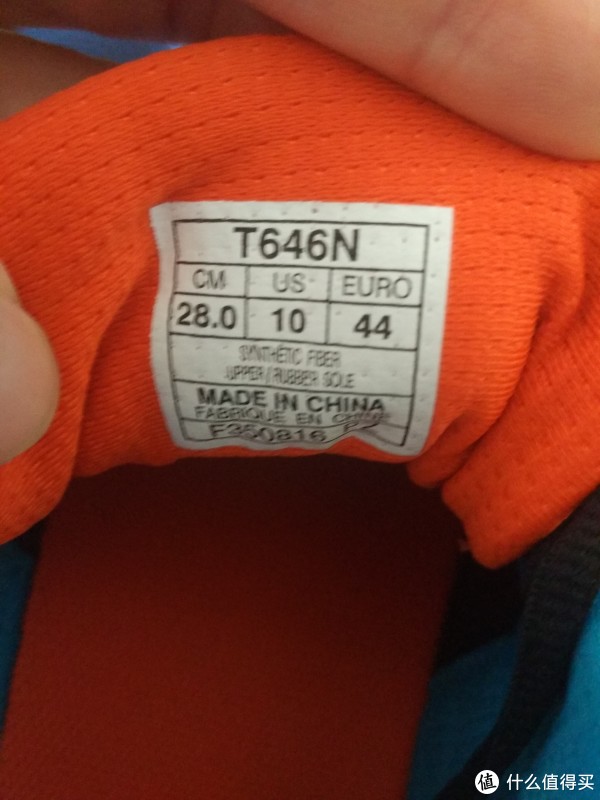 T646N
CM US EURO
28.0 10 44
SYNTHETIC FIBER
UPPER/RUBBER SOLE
MADE IN CHINA
FABRIQUE EN CHINE
F350816
值 什么值得买